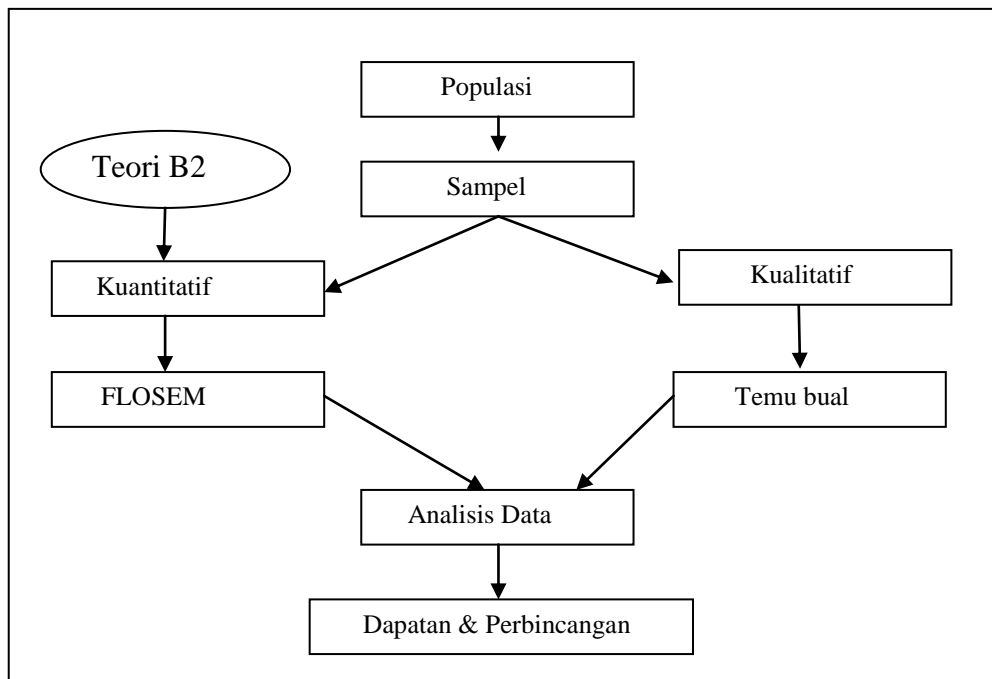 Populasi
Teori B2
Sampel
Kuantitatif
Kualitatif
FLOSEM
Temu bual
Analisis Data
Dapatan & Perbincangan